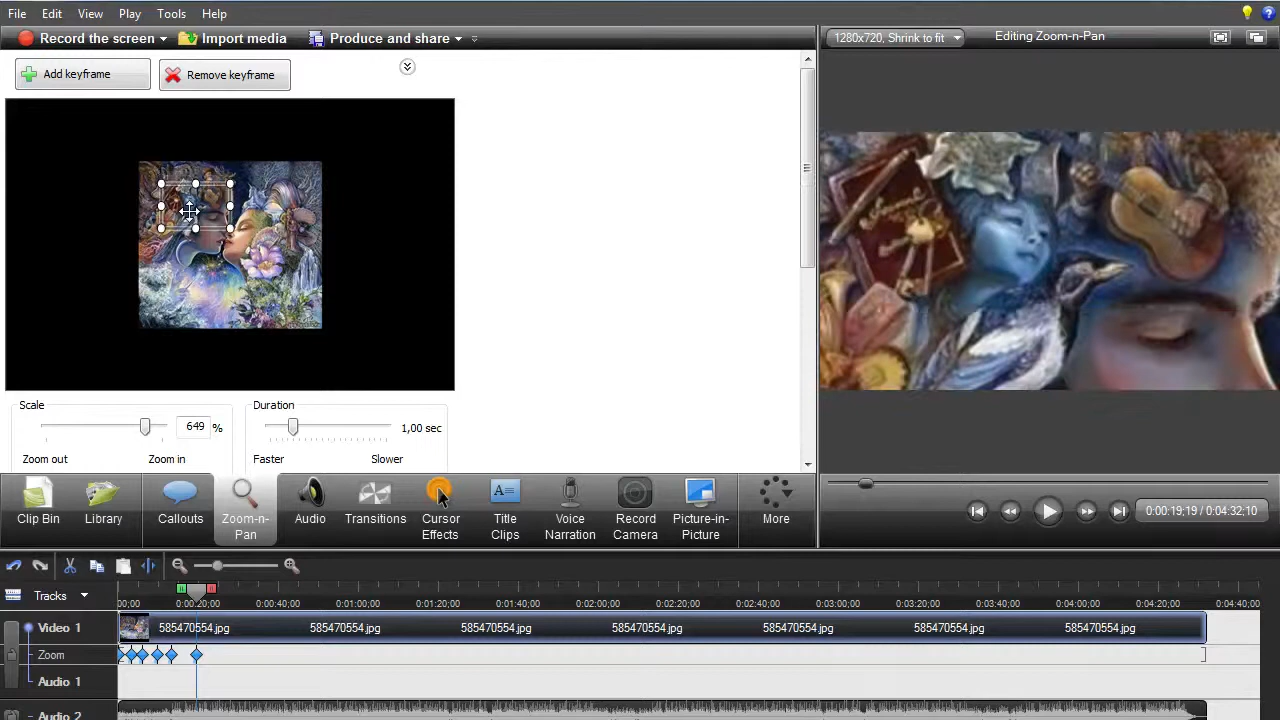 File Edit View Play Tools Help
Record the screen Import media Produce and share
1280x720, Shrink to fit Editing Zoom-n-Pan
Add keyframe Remove keyframe
Scale Duration
649 % 1,00 sec
Zoom out Zoom in Faster Slower
Clip Bin Library Callouts Zoom-n-Pan Audio Transitions Cursor Effects Title Clips Voice Narration Record Camera Picture-in-Picture More
0:00:19;19 / 0:04:32;10
Tracks
00;00 0:00:20;00 0:00:40;00 0:01:00;00 0:01:20;00 0:01:40;00 0:02:00;00 0:02:20;00 0:02:40;00 0:03:00;00 0:03:20;00 0:03:40;00 0:04:00;00 0:04:20;00 0:04:40;00
Video 1 585470554.jpg 585470554.jpg 585470554.jpg 585470554.jpg 585470554.jpg 585470554.jpg 585470554.jpg
Zoom
Audio 1
Audio 2